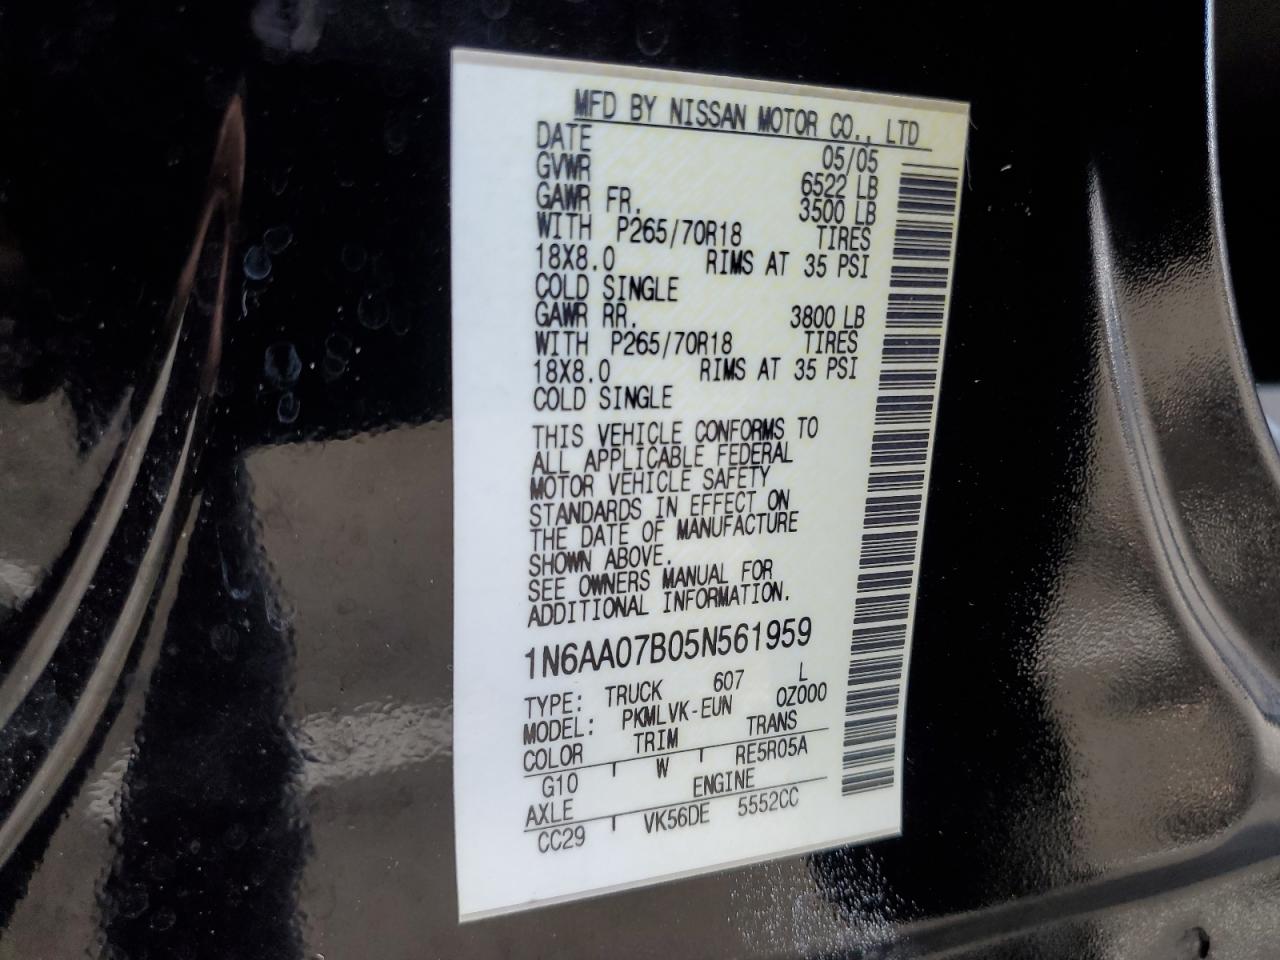 MFD BY NISSAN MOTOR CO., LTD
DATE 05/05
GVWR 6522 LB
GAWR FR. 3500 LB
WITH P265/70R18 TIRES
18X8.0 RIMS AT 35 PSI
COLD SINGLE
GAWR RR. 3800 LB
WITH P265/70R18 TIRES
18X8.0 RIMS AT 35 PSI
COLD SINGLE
THIS VEHICLE CONFORMS TO
ALL APPLICABLE FEDERAL
MOTOR VEHICLE SAFETY
STANDARDS IN EFFECT ON
THE DATE OF MANUFACTURE
SHOWN ABOVE.
SEE OWNERS MANUAL FOR
ADDITIONAL INFORMATION.
1N6AA07B05N561959
TYPE: TRUCK 607 L
MODEL: PKMLVK-EUN 0Z000
COLOR TRIM TRANS
G10 W RE5R05A
AXLE ENGINE
CC29 VK56DE 5552CC